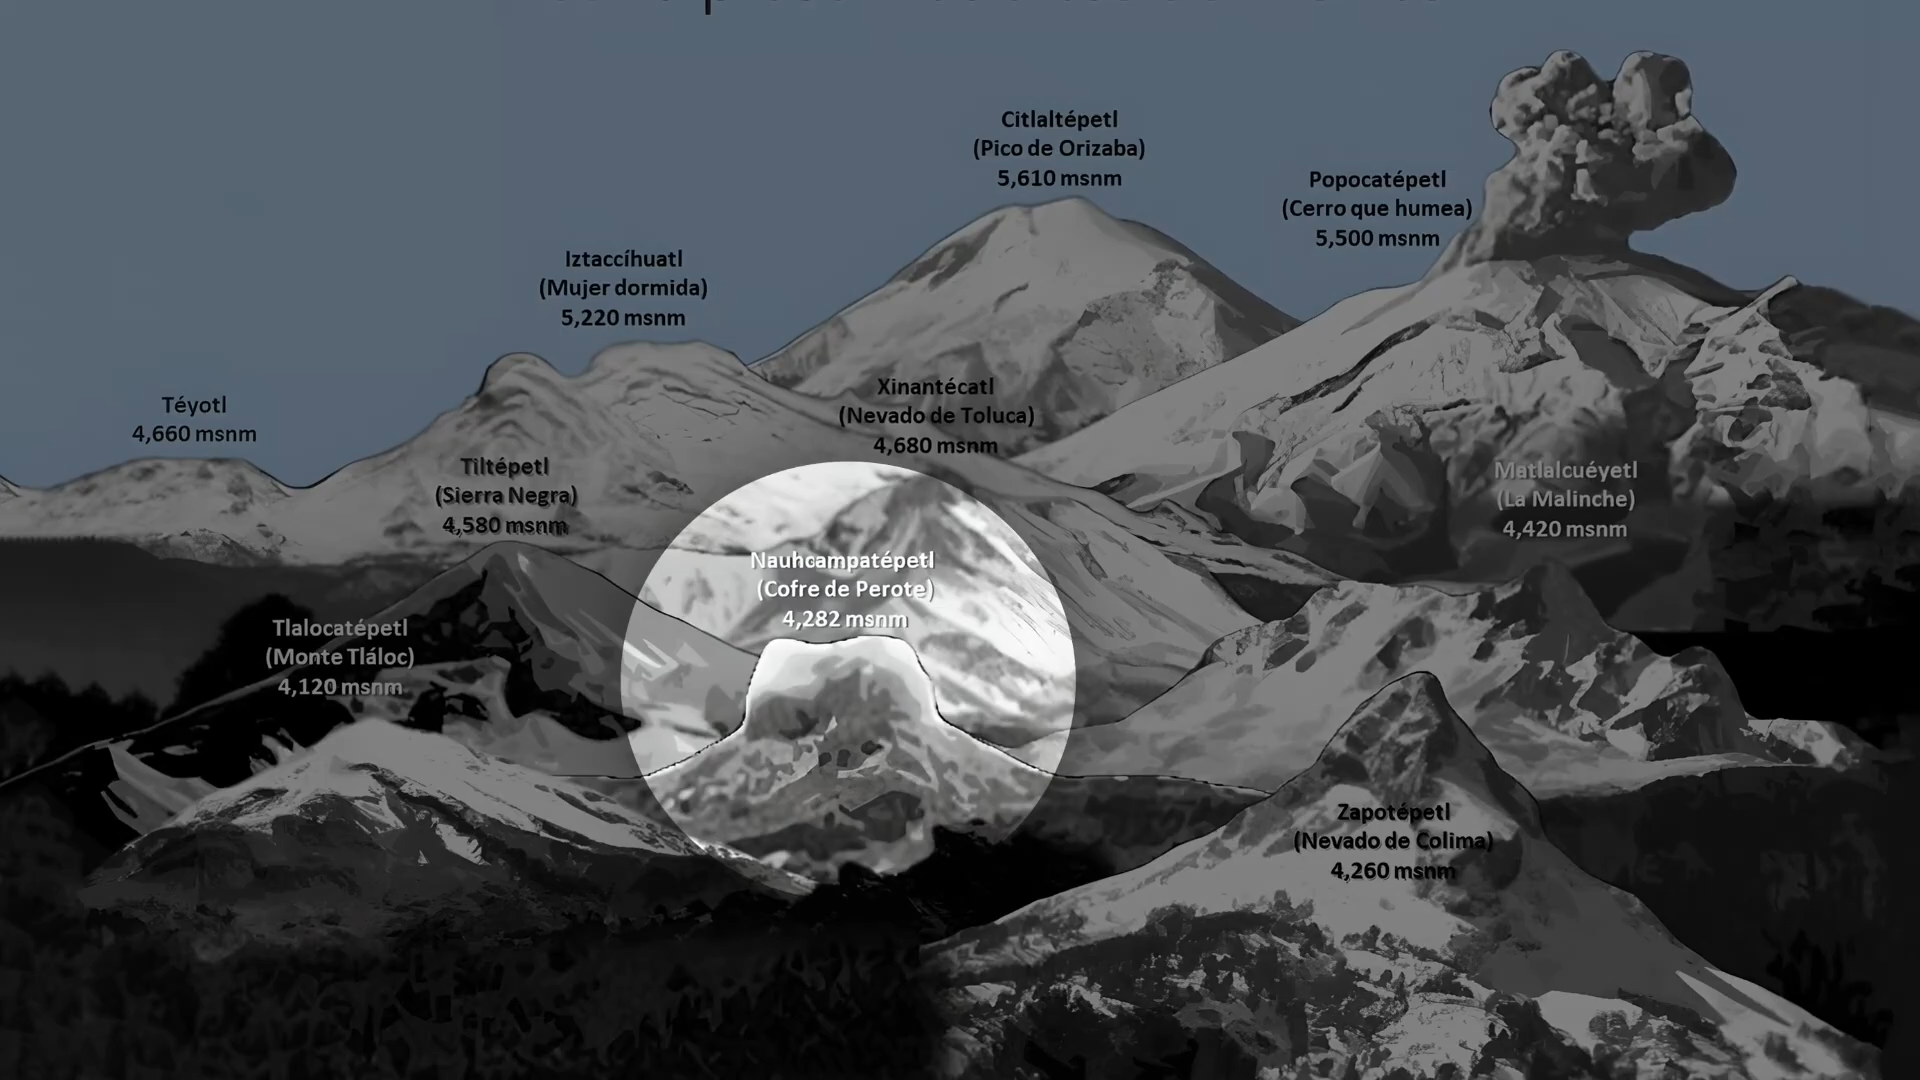 Citlaltépetl
(Pico de Orizaba)
5,610 msnm
Popocatépetl
(Cerro que humea)
5,500 msnm
Iztaccíhuatl
(Mujer dormida)
5,220 msnm
Xinantécatl
(Nevado de Toluca)
4,680 msnm
Téyotl
4,660 msnm
Tiltépetl
(Sierra Negra)
4,580 msnm
Matlalcuéyetl
(La Malinche)
4,420 msnm
Nauhcampatépetl
(Cofre de Perote)
4,282 msnm
Tlalocatépetl
(Monte Tláloc)
4,120 msnm
Zapotépetl
(Nevado de Colima)
4,260 msnm